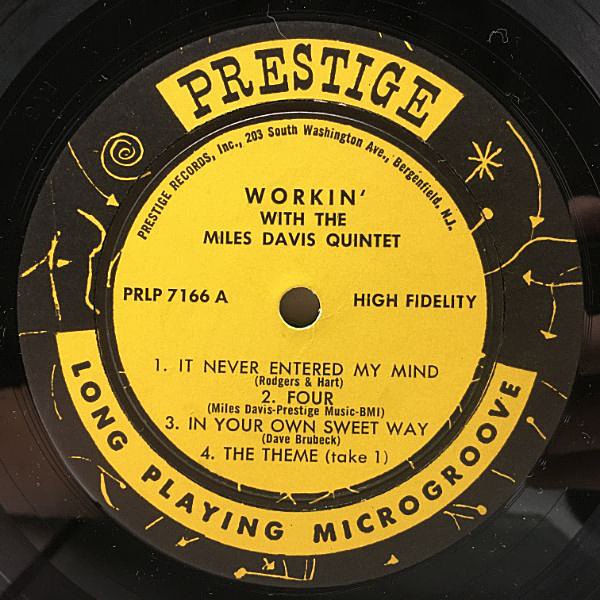 PRESTIGE
PRESTIGE RECORDS, Inc., 203 South Washington Ave., Bergenfield, N.J.
WORKIN'
WITH THE
MILES DAVIS QUINTET
PRLP 7166 A
HIGH FIDELITY
1. IT NEVER ENTERED MY MIND
(Rodgers & Hart)
2. FOUR
(Miles Davis-Prestige Music-BMI)
3. IN YOUR OWN SWEET WAY
(Dave Brubeck)
4. THE THEME (take 1)
LONG PLAYING MICROGROOVE